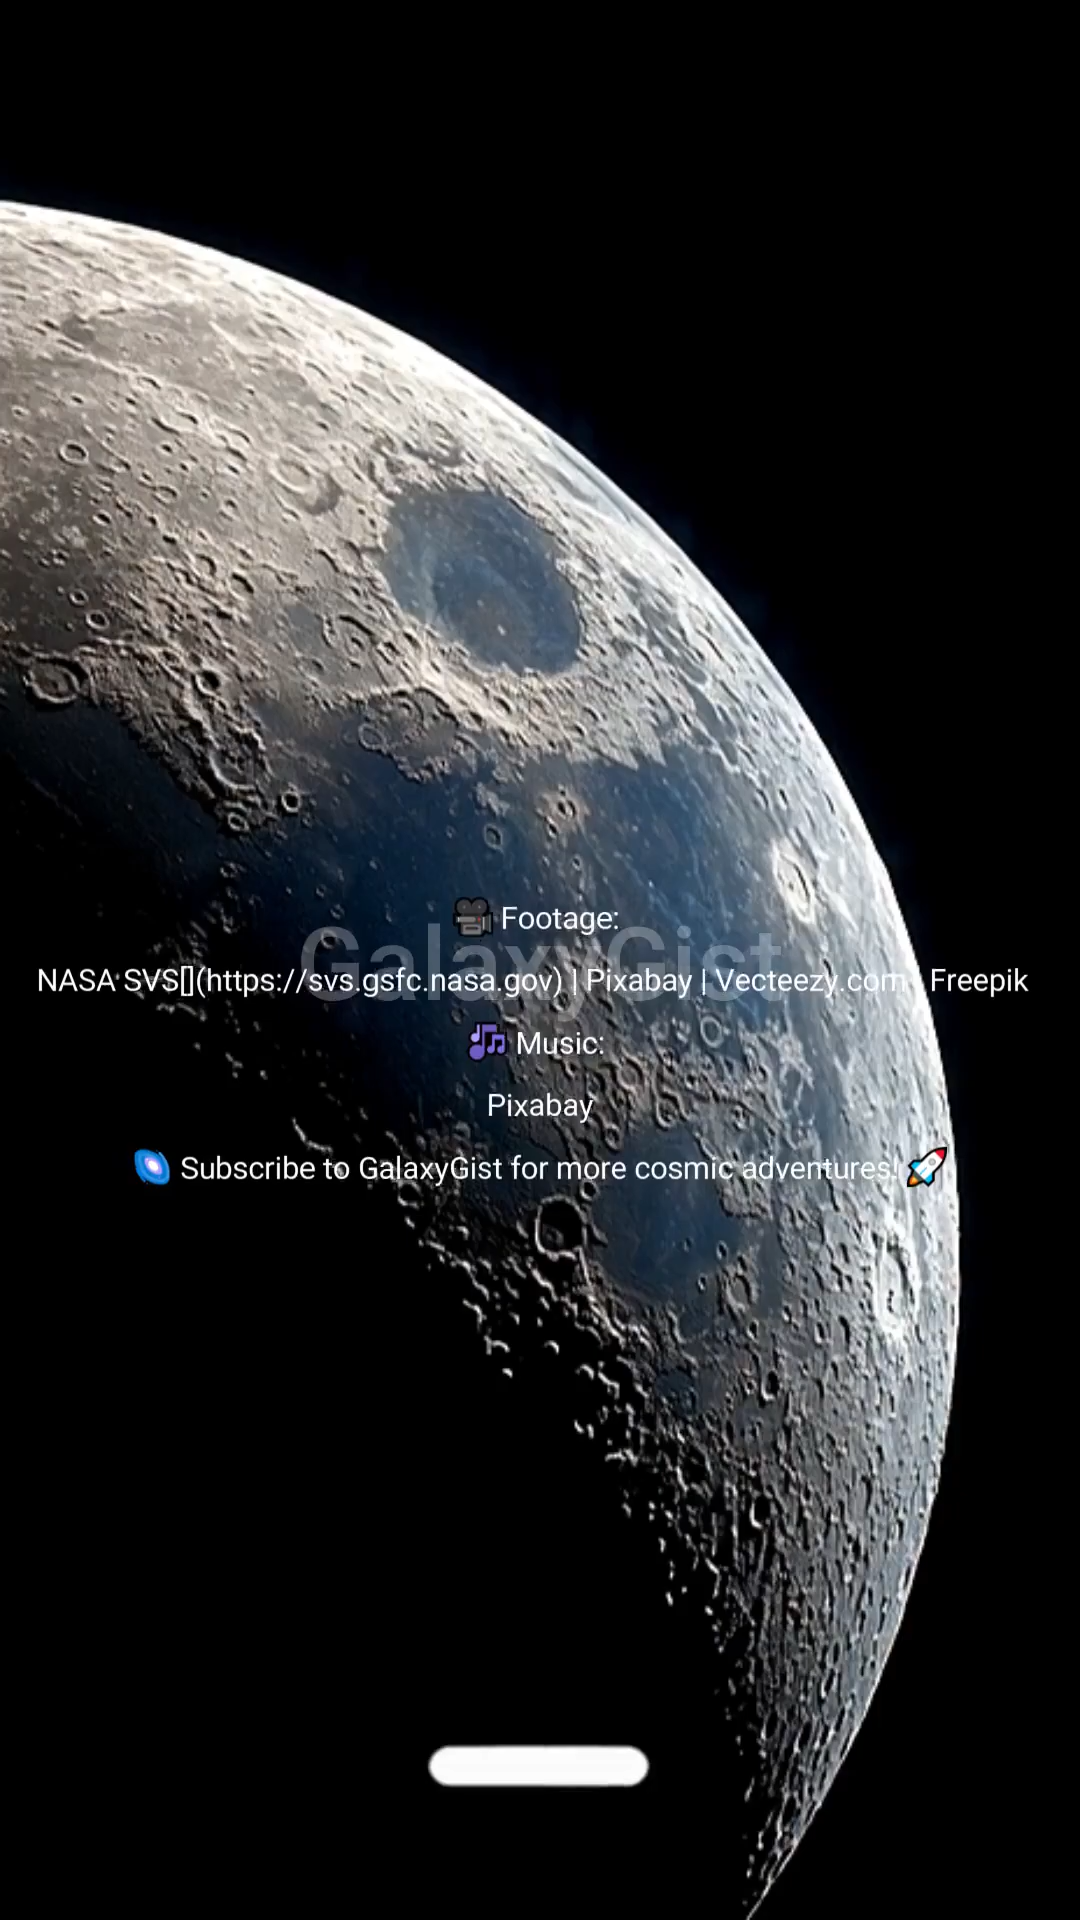 🎥 Footage:
GalaxyGist
NASA SVS[](https://svs.gsfc.nasa.gov) | Pixabay | Vecteezy.com | Freepik
🎶 Music:
Pixabay
🌀 Subscribe to GalaxyGist for more cosmic adventures! 🚀